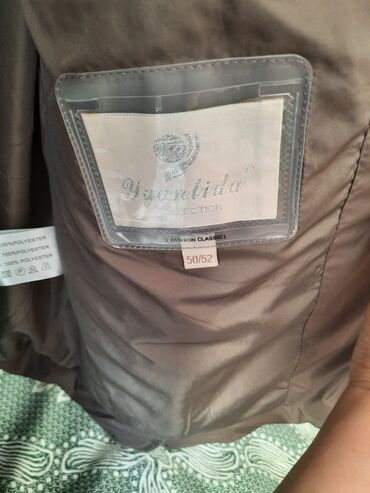 Yuanlida®
COLLECTION
(FASHION CLASSIC)
50/52
100%POLYESTER
100%POLYESTER
100% POLYESTER